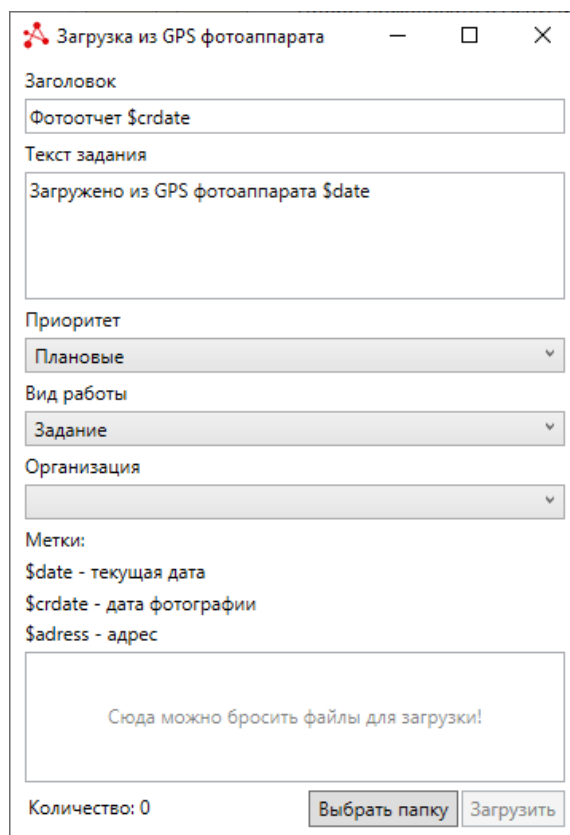 Загрузка из GPS фотоаппарата
Заголовок
Фотоотчет $crdate
Текст задания
Загружено из GPS фотоаппарата $date
Приоритет
Плановые
Вид работы
Задание
Организация
Метки:
$date - текущая дата
$crdate - дата фотографии
$adress - адрес
Сюда можно бросить файлы для загрузки!
Количество: 0 Выбрать папку Загрузить